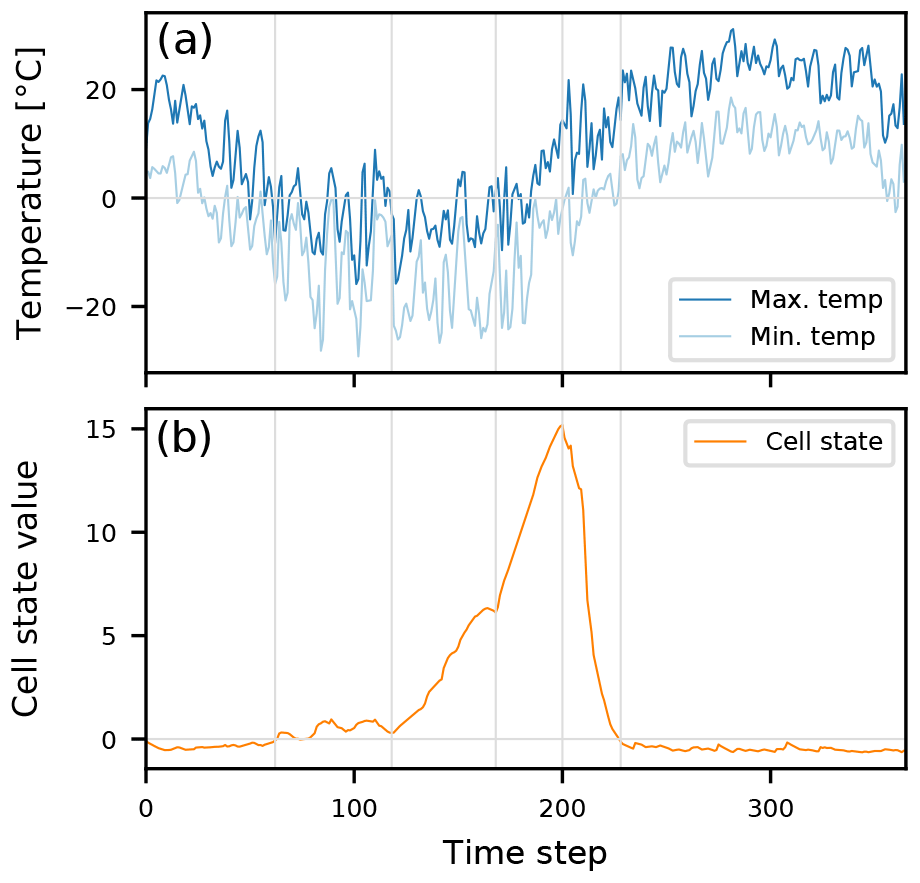 (a)
Temperature [°C]
20
0
−20
Max. temp
Min. temp
(b)
Cell state value
15
10
5
0
Cell state
0 100 200 300
Time step